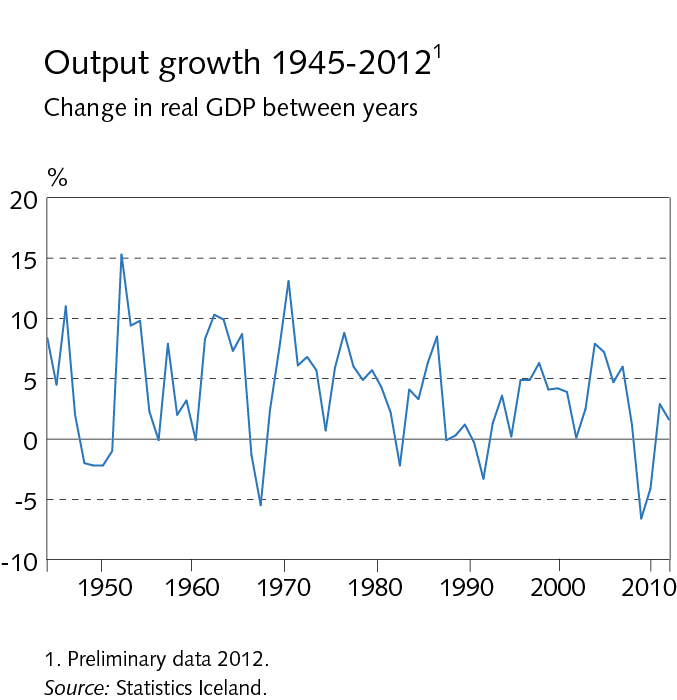 Output growth 1945-2012¹
Change in real GDP between years
%
20
15
10
5
0
-5
-10
1950 1960 1970 1980 1990 2000 2010
1. Preliminary data 2012.
Source: Statistics Iceland.